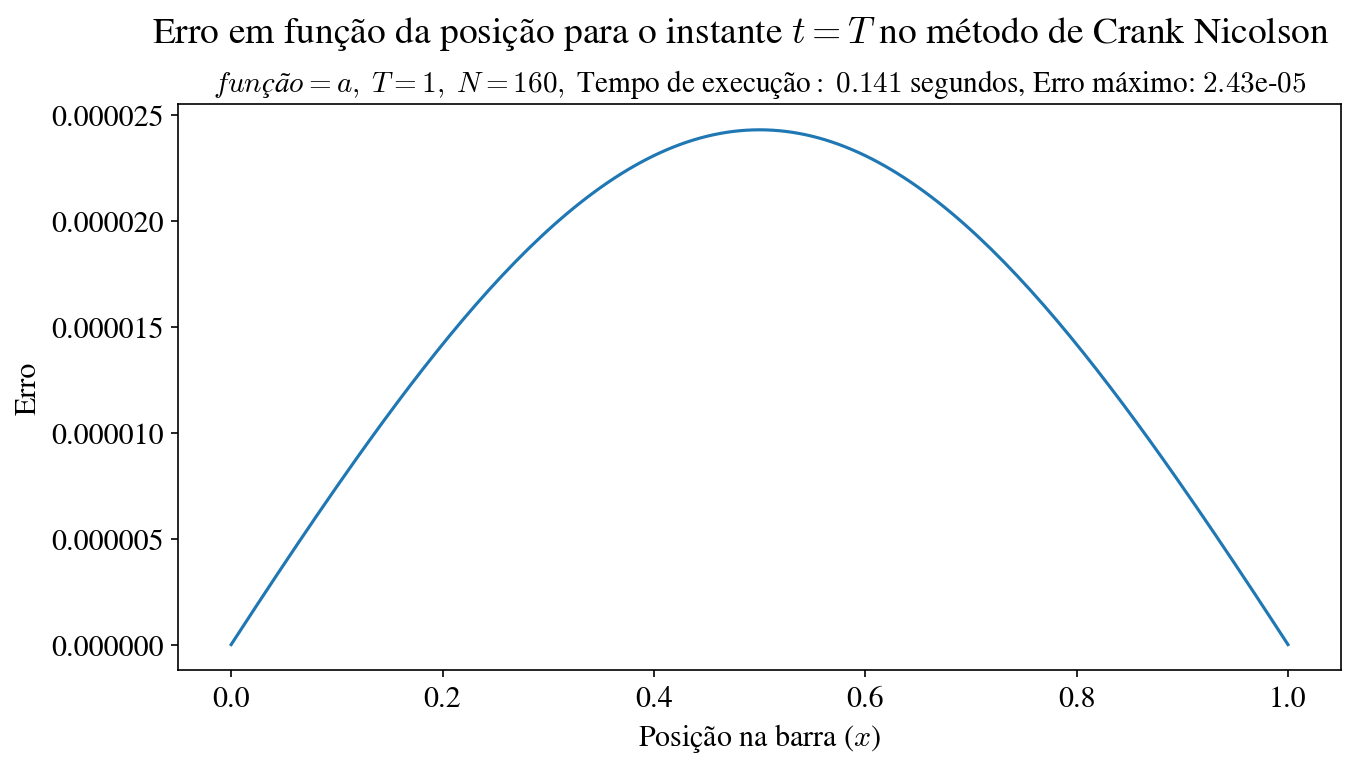 Erro em função da posição para o instante t = T no método de Crank Nicolson
função = a, T = 1, N = 160, Tempo de execução : 0.141 segundos, Erro máximo: 2.43e-05
0.000025
0.000020
0.000015
0.000010
0.000005
0.000000
Erro
0.0 0.2 0.4 0.6 0.8 1.0
Posição na barra (x)